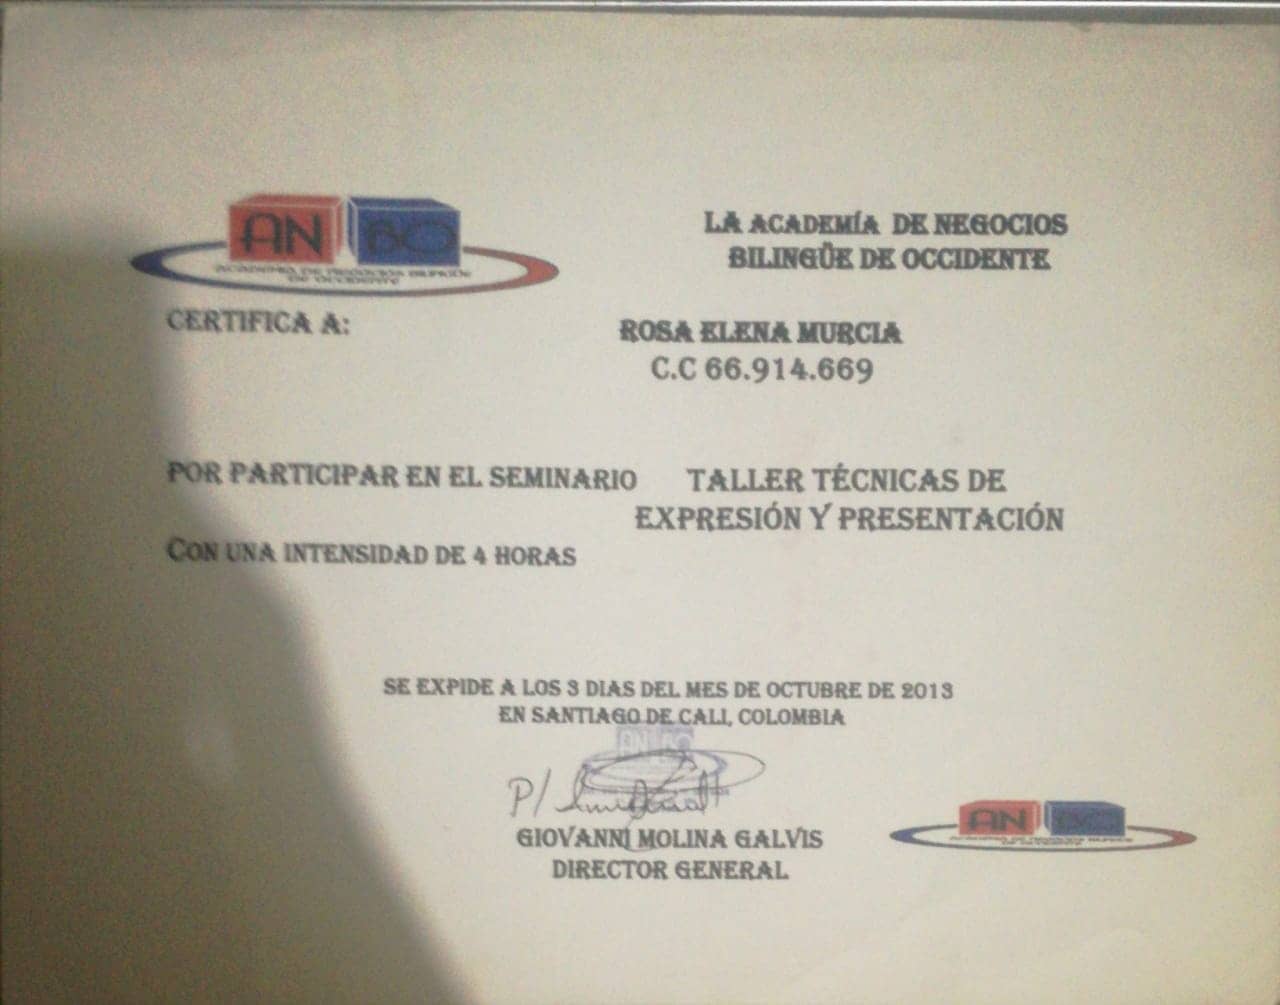 AN BO
ACADEMIA DE NEGOCIOS BILINGÜE
DE OCCIDENTE
LA ACADEMÍA DE NEGOCIOS
BILINGÜE DE OCCIDENTE
CERTIFICA A:
ROSA ELENA MURCIA
C.C 66.914.669
POR PARTICIPAR EN EL SEMINARIO TALLER TÉCNICAS DE
EXPRESIÓN Y PRESENTACIÓN
CON UNA INTENSIDAD DE 4 HORAS
SE EXPIDE A LOS 3 DIAS DEL MES DE OCTUBRE DE 2013
EN SANTIAGO DE CALI, COLOMBIA
AN BO
P/
GIOVANNI MOLINA GALVIS
DIRECTOR GENERAL
AN BO